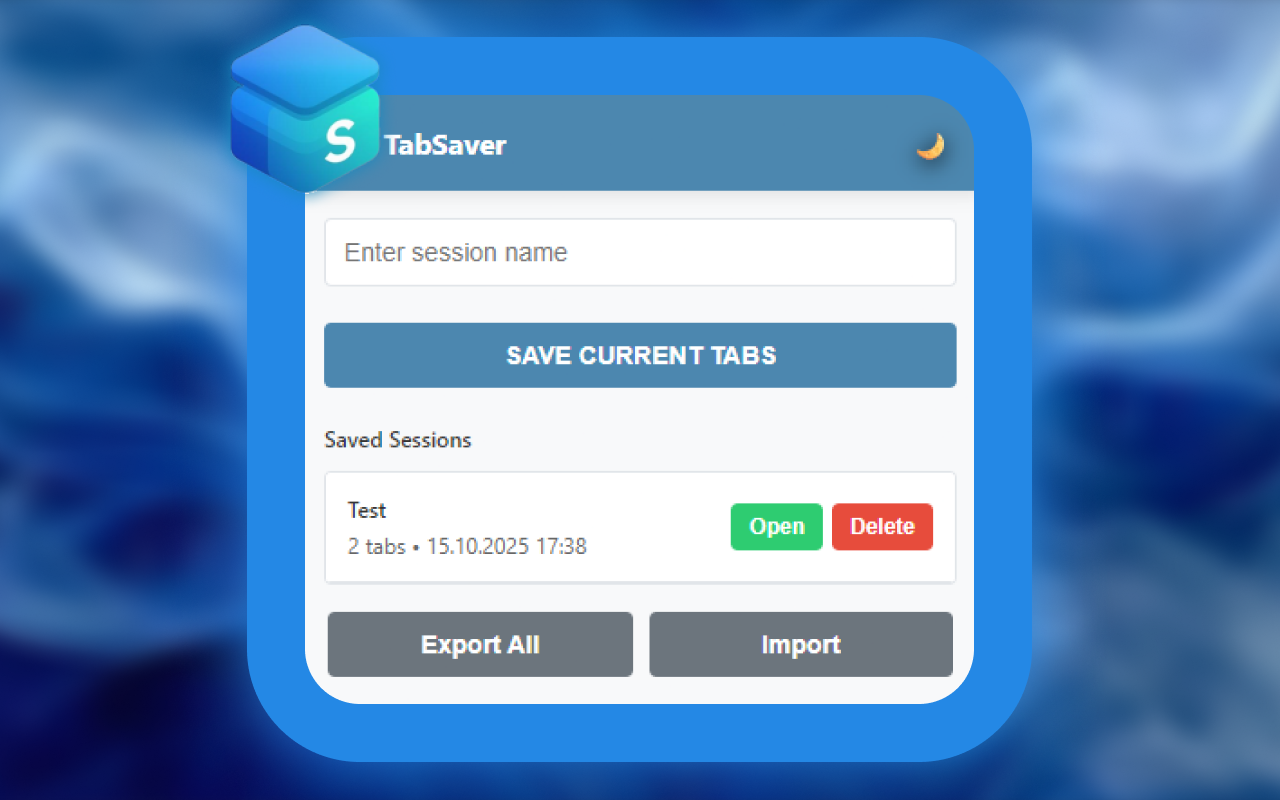 S
TabSaver
Enter session name
SAVE CURRENT TABS
Saved Sessions
Test
2 tabs • 15.10.2025 17:38
Open
Delete
Export All
Import